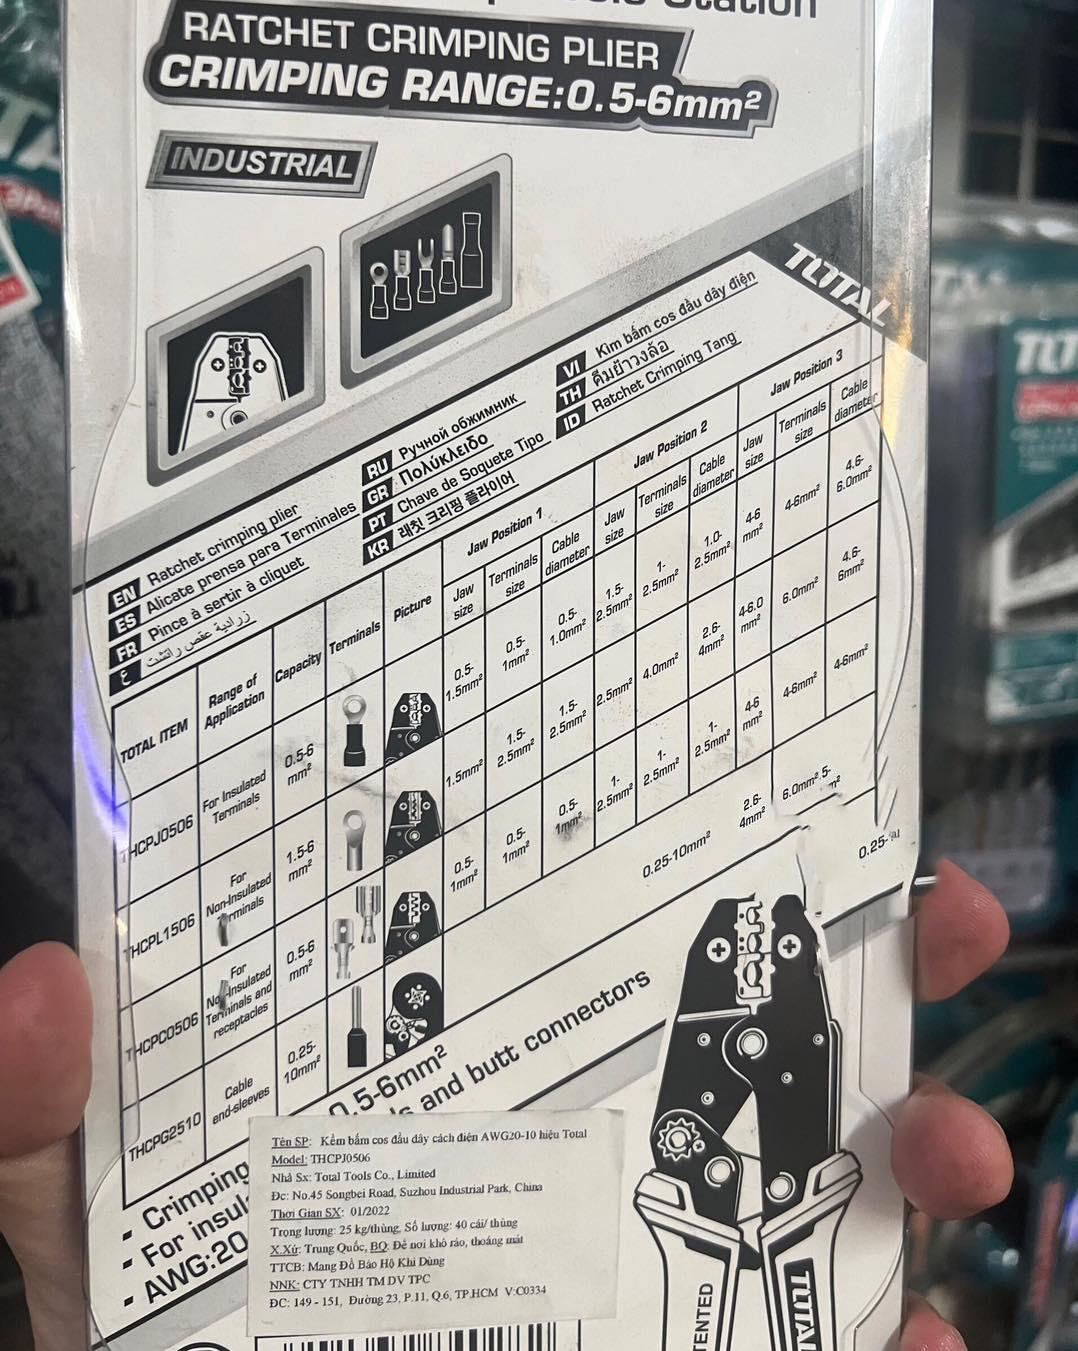 Station
RATCHET CRIMPING PLIER
CRIMPING RANGE:0.5-6mm²
INDUSTRIAL
TOTAL
EN Ratchet crimping plier
ES Alicate prensa para Terminales
FR Pince à sertir à cliquet
ع زرادية عقص راتشت
RU Ручной обжимник
GR Πολύκλειδο
PT Chave de Soquete Tipo
KR 래칫 크리핑 플라이어
VI Kìm bấm cos đầu dây điện
TH คีมย้ำวงล้อ
ID Ratchet Crimping Tang
TOTAL ITEM Range of Application Capacity Terminals Picture Jaw Position 1 Jaw Position 2 Jaw Position 3
Jaw size Terminals size Cable diameter Jaw size Terminals size Cable diameter Jaw size Terminals size Cable diameter
THCPJ0506 For Insulated Terminals 0.5-6 mm² 0.5-1.5mm² 0.5-1mm² 0.5-1.0mm² 1.5-2.5mm² 1-2.5mm² 1.0-2.5mm² 4-6 mm² 4-6mm² 4.6-6.0mm²
THCPL1506 For Non-Insulated Terminals 1.5-6 mm² 1.5mm² 1.5-2.5mm² 1.5-2.5mm² 2.5mm² 4.0mm² 2.6-4mm² 4-6.0 mm² 6.0mm² 4.6-6mm²
THCPC0506 For Non-Insulated Terminals and receptacles 0.5-6 mm² 0.5-1mm² 0.5-1mm² 0.5-1mm² 1-2.5mm² 1-2.5mm² 1-2.5mm² 4-6 mm² 4-6mm² 4-6mm²
THCPG2510 Cable end-sleeves 0.25-10mm² 0.25-10mm²
2.6-4mm² 6.0mm²
0.25-
- Crimping 0.5-6mm²
- For insul and butt connectors
- AWG:20
Tên SP: Kềm bấm cos đầu dây cách điện AWG20-10 hiệu Total
Model: THCPJ0506
Nhà Sx: Total Tools Co., Limited
Đc: No.45 Songbei Road, Suzhou Industrial Park, China
Thời Gian SX: 01/2022
Trọng lượng: 25 kg/thùng, Số lượng: 40 cái/ thùng
X.Xứ: Trung Quốc, BQ: Để nơi khô ráo, thoáng mát
TTCB: Mang Đồ Bảo Hộ Khi Dùng
NNK: CTY TNHH TM DV TPC
ĐC: 149 - 151, Đường 23, P.11, Q.6, TP.HCM V:C0334
TENTED
TOTAL